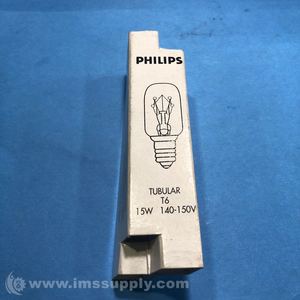 PHILIPS
TUBULAR
T6
15W 140-150V
© www.imssupply.com